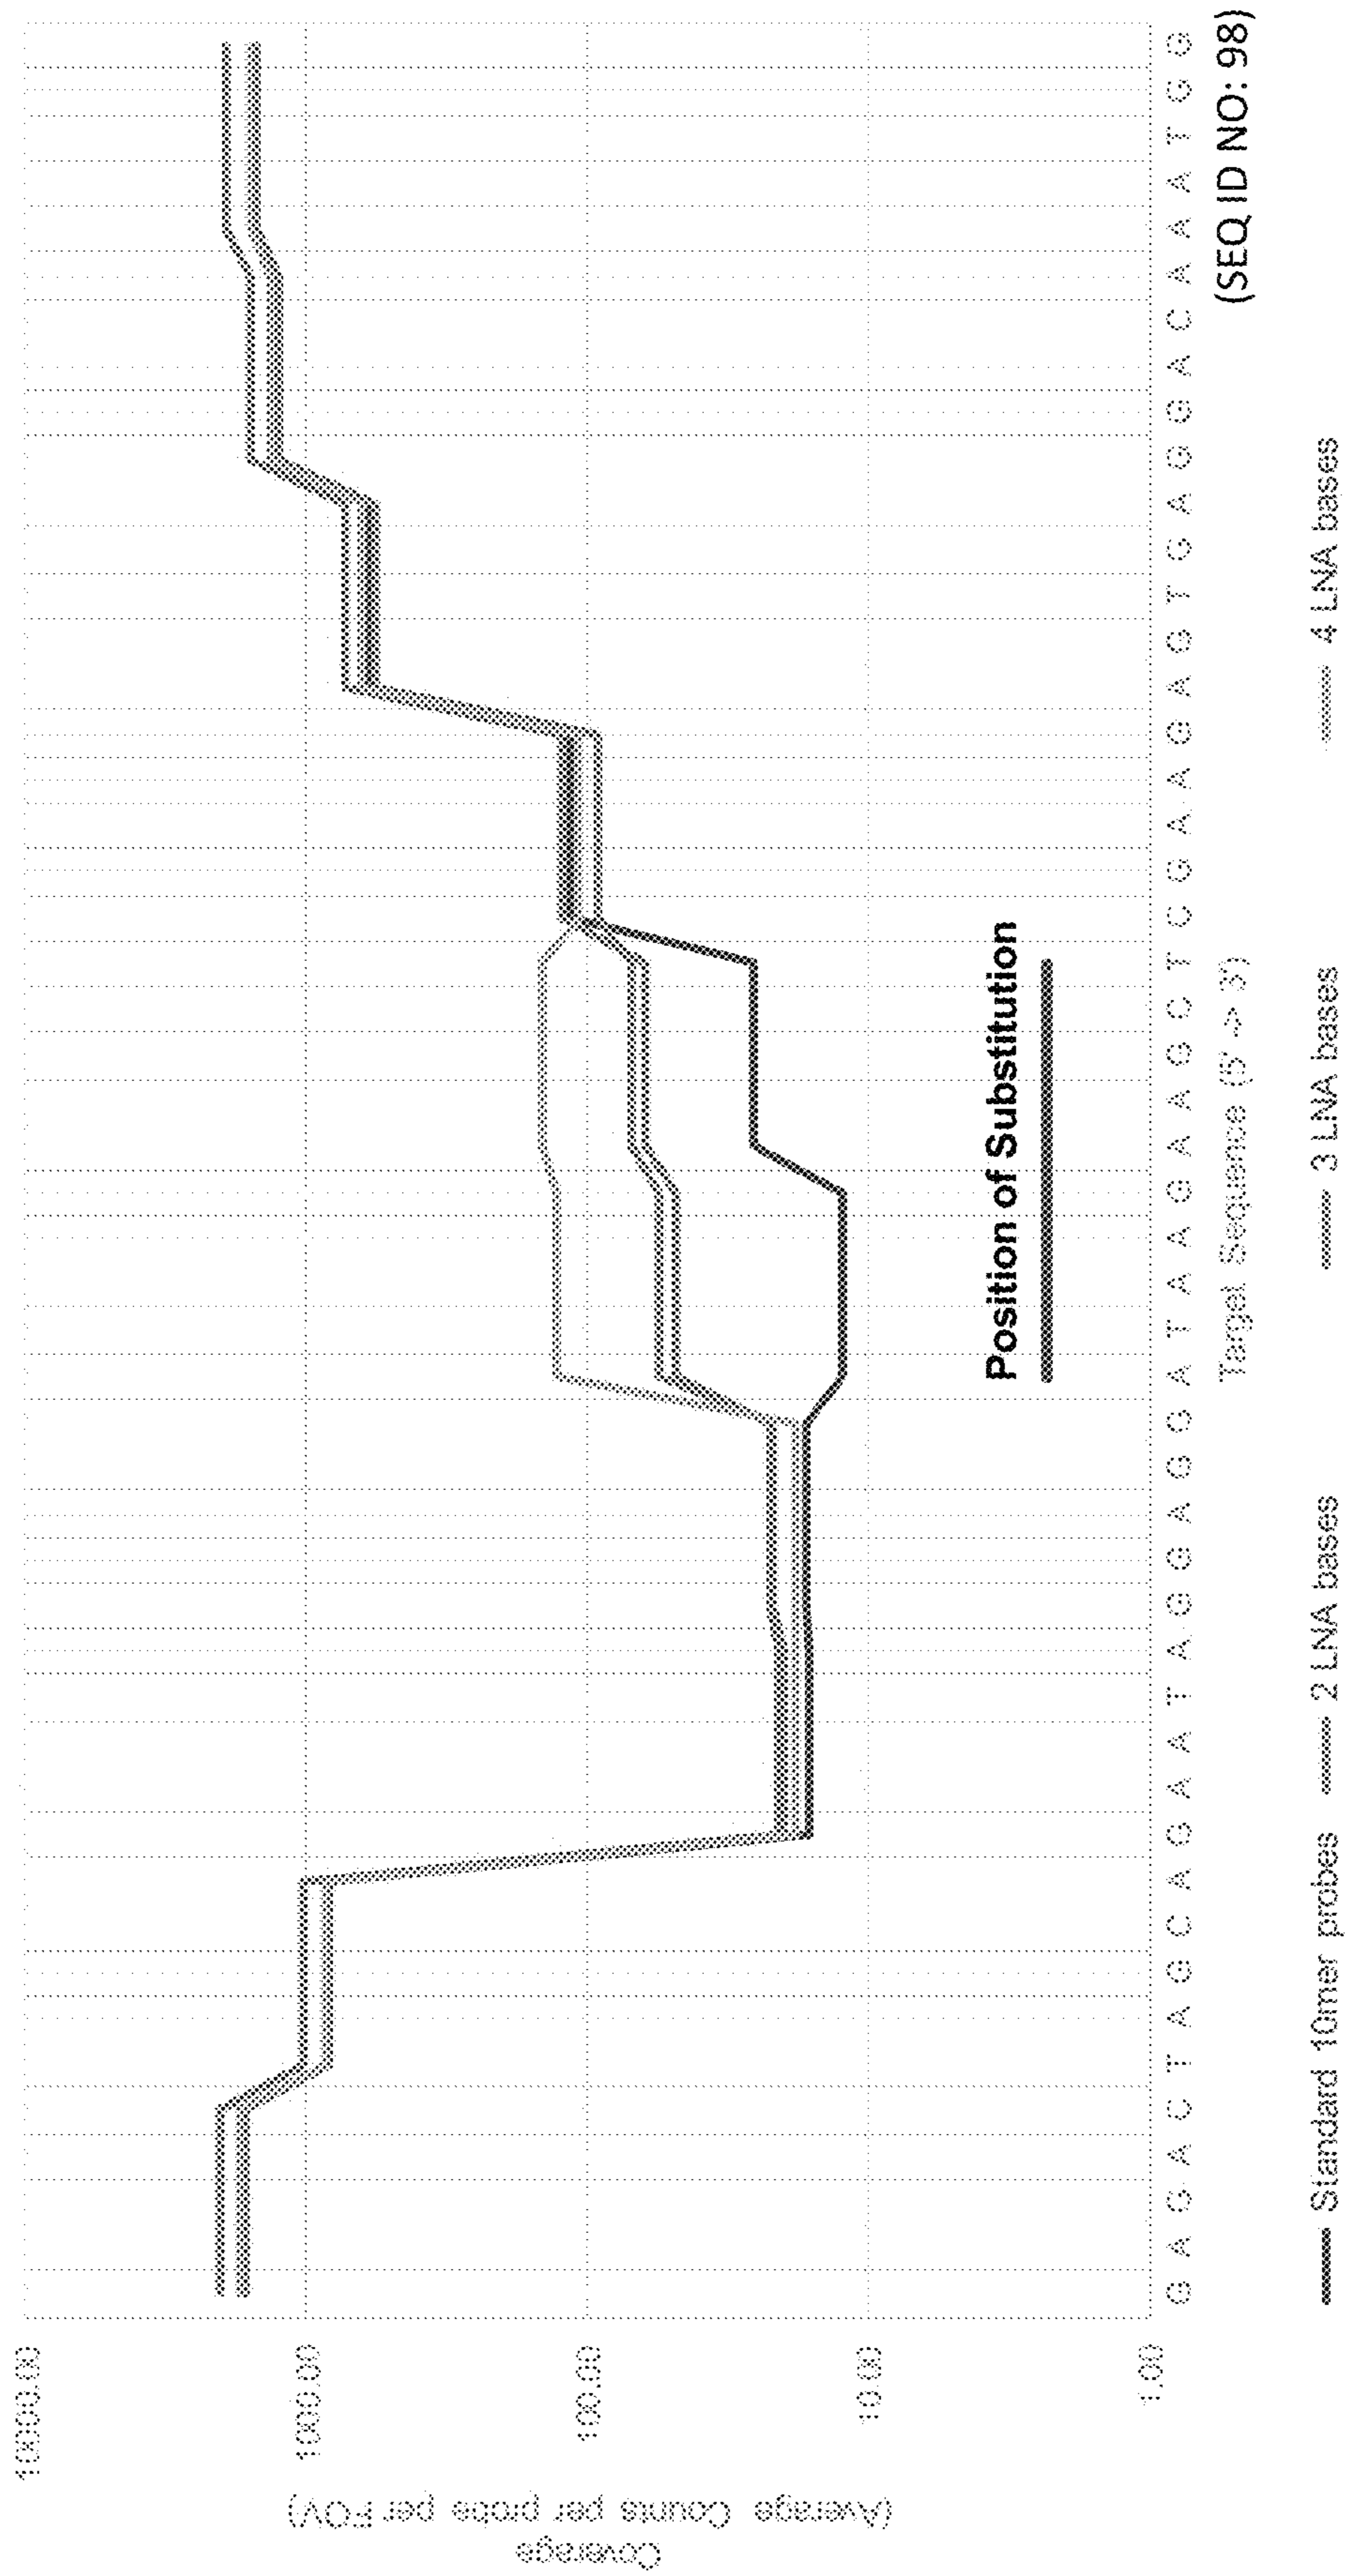 Coverage
(Average Counts per probe per FOV)
10000.00
1000.00
100.00
10.00
1.00
Position of Substitution
G A G A C T A G C A G A A T A G G A G G A T A A G A A G C T C G A A G A G T G A G G A C A A A T G G
Target Sequence (5' -> 3')
(SEQ ID NO: 98)
Standard 10mer probes
2 LNA bases
3 LNA bases
4 LNA bases